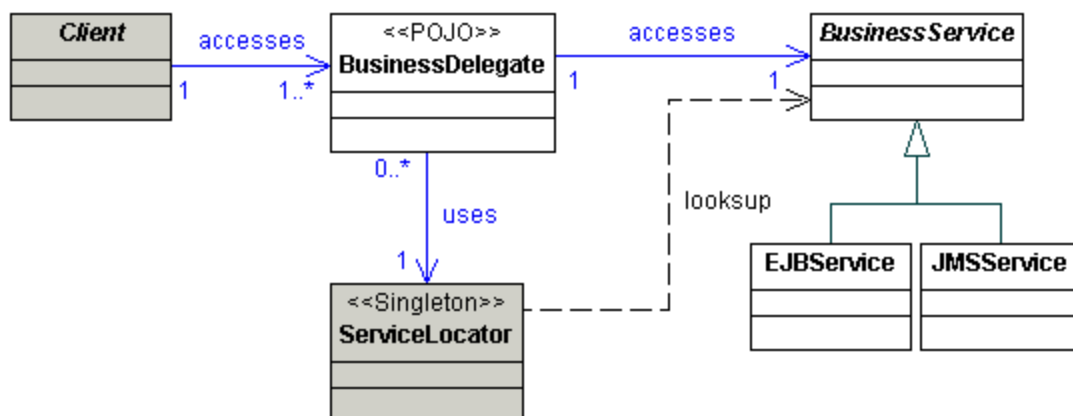 Client
accesses
1
1..*
<<POJO>>
BusinessDelegate
accesses
1
1
BusinessService
0..*
uses
1
looksup
<<Singleton>>
ServiceLocator
EJBService
JMSService